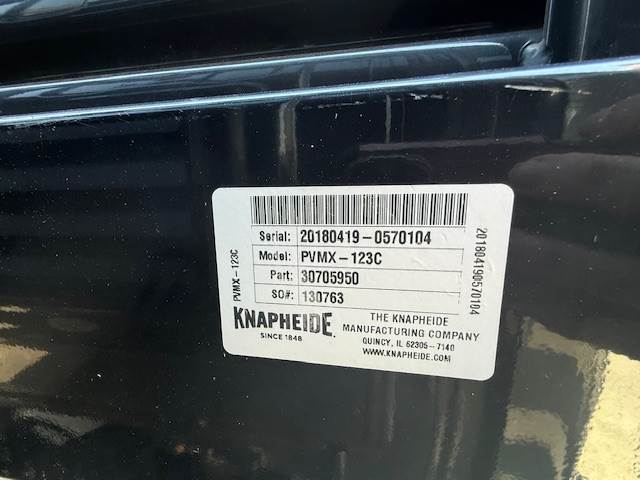 Serial: 20180419-0570104
Model: PVMX-123C
Part: 30705950
SO#: 130763
KNAPHEIDE.
SINCE 1848
THE KNAPHEIDE
MANUFACTURING COMPANY
QUINCY, IL 62305-7140
WWW.KNAPHEIDE.COM
PVMX-123C
201804190570104